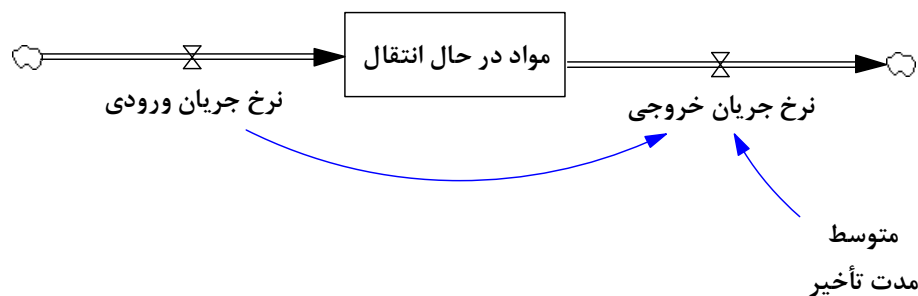 مواد در حال انتقال
نرخ جریان ورودی
نرخ جریان خروجی
متوسط
مدت تأخیر